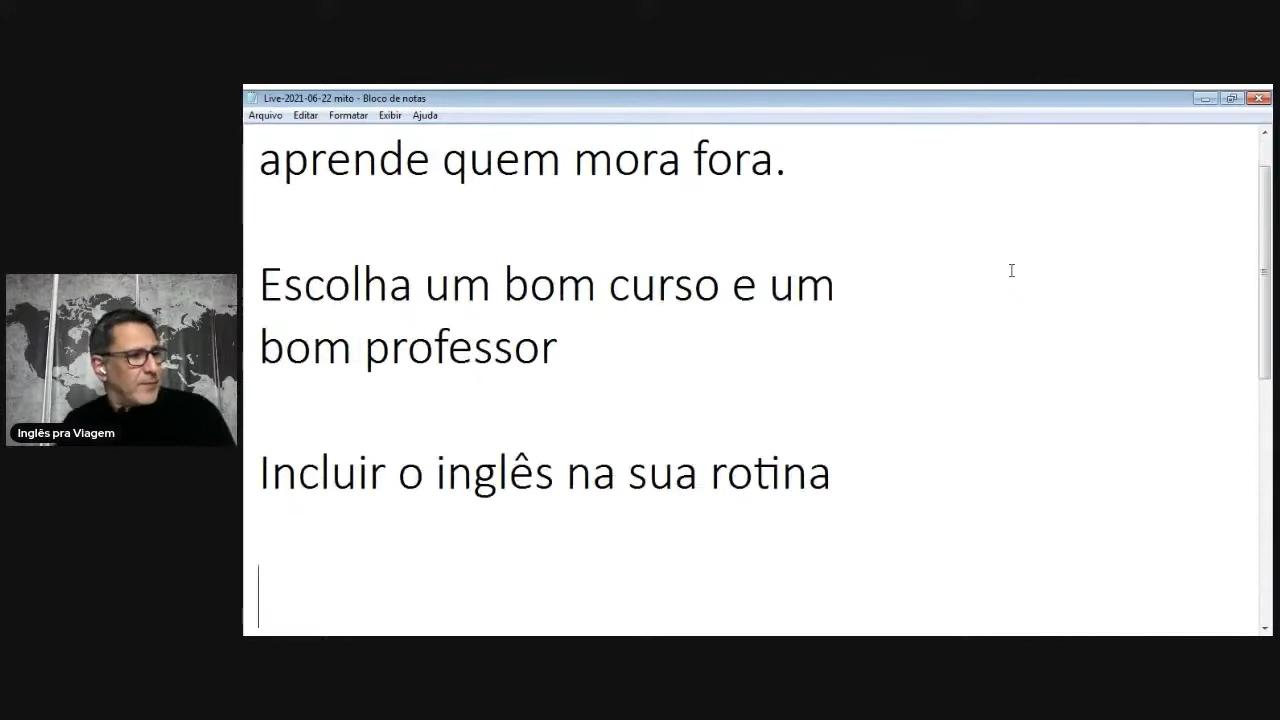 Live-2021-06-22 mito - Bloco de notas
Arquivo Editar Formatar Exibir Ajuda
aprende quem mora fora.
Escolha um bom curso e um
bom professor
Incluir o inglês na sua rotina
Inglês pra Viagem